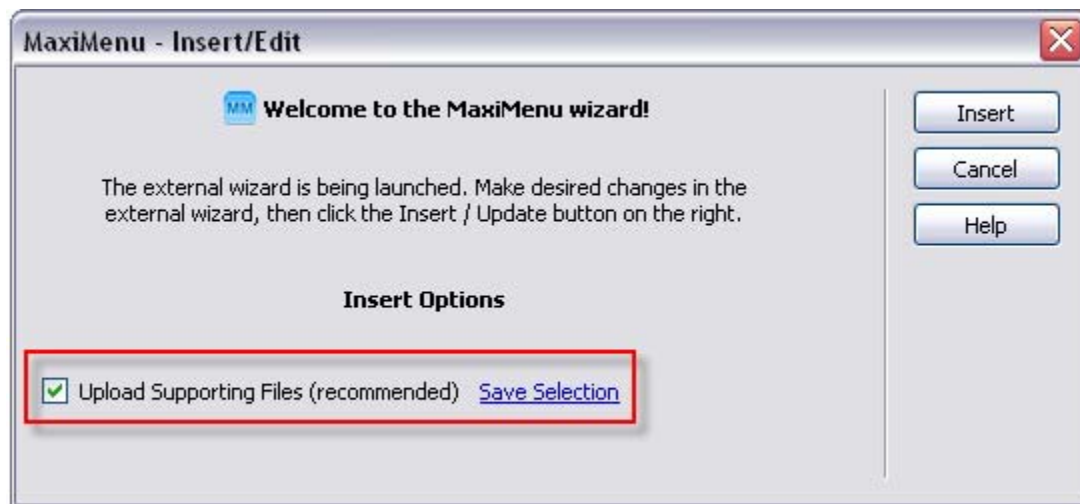 MaxiMenu - Insert/Edit
MM Welcome to the MaxiMenu wizard!
Insert
Cancel
The external wizard is being launched. Make desired changes in the
external wizard, then click the Insert / Update button on the right.
Help
Insert Options
Upload Supporting Files (recommended) Save Selection